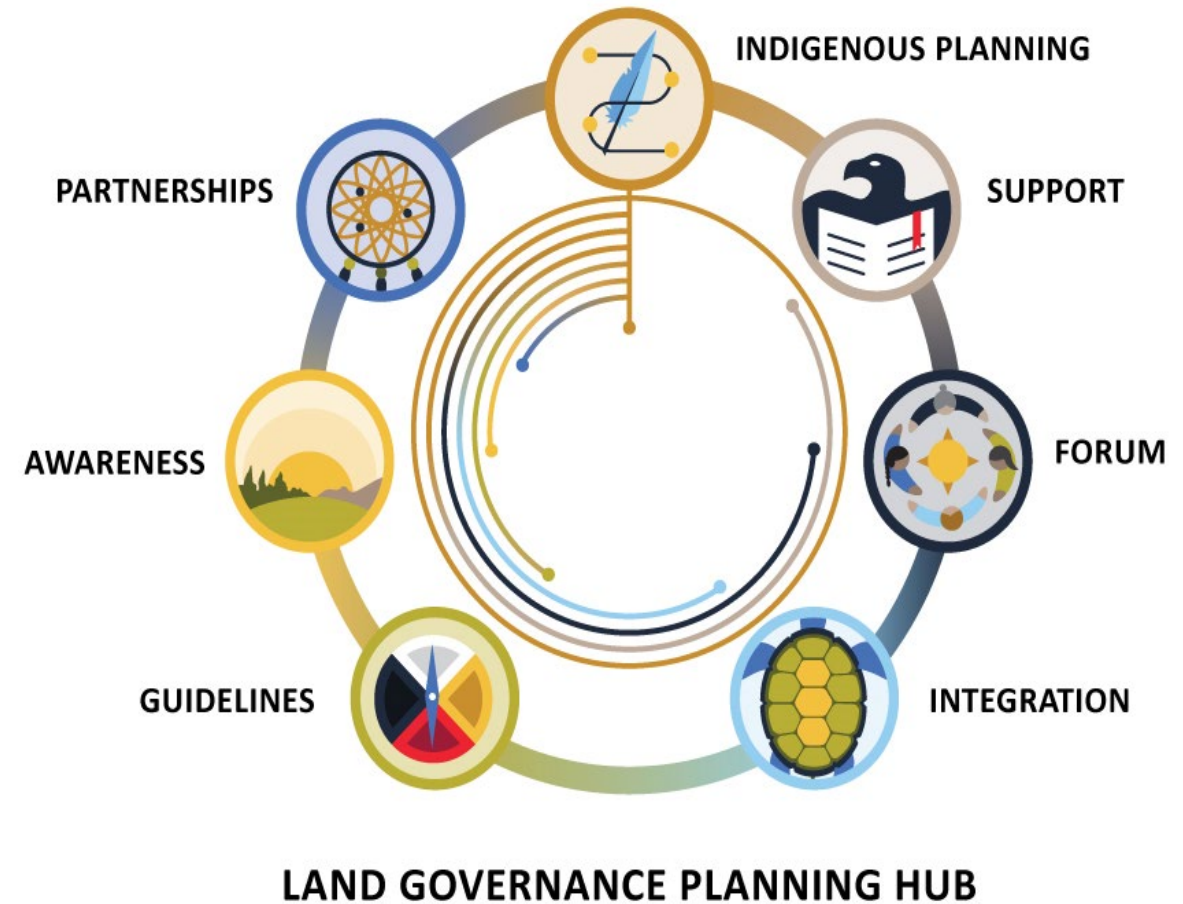 INDIGENOUS PLANNING
PARTNERSHIPS
SUPPORT
AWARENESS
FORUM
GUIDELINES
INTEGRATION
LAND GOVERNANCE PLANNING HUB